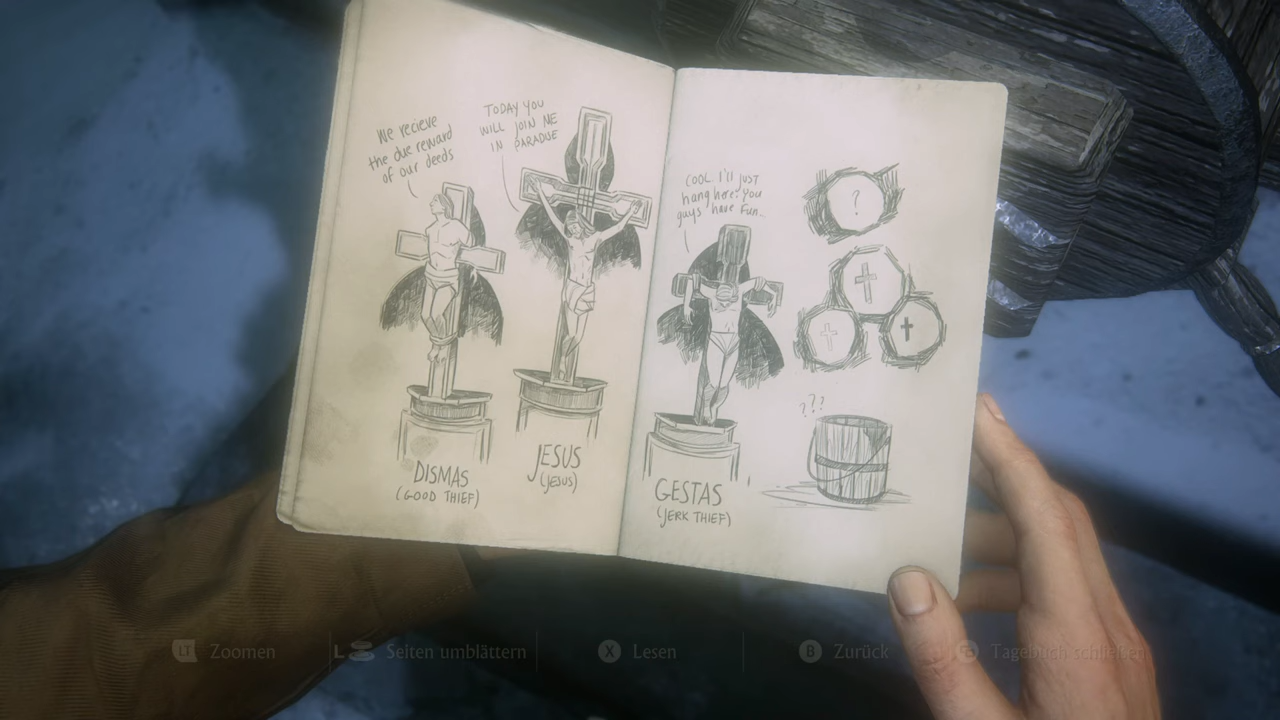 We recieve
the due reward
of our deeds
TODAY YOU
WILL JOIN ME
IN PARADISE
DISMAS
(GOOD THIEF)
JESUS
(JESUS)
COOL I'll JUST
hang here. You
guys have fun..
?
GESTAS
(JERK THIEF)
???
LT Zoomen
L Seiten umblättern
X Lesen
B Zurück
Tagebuch schließen